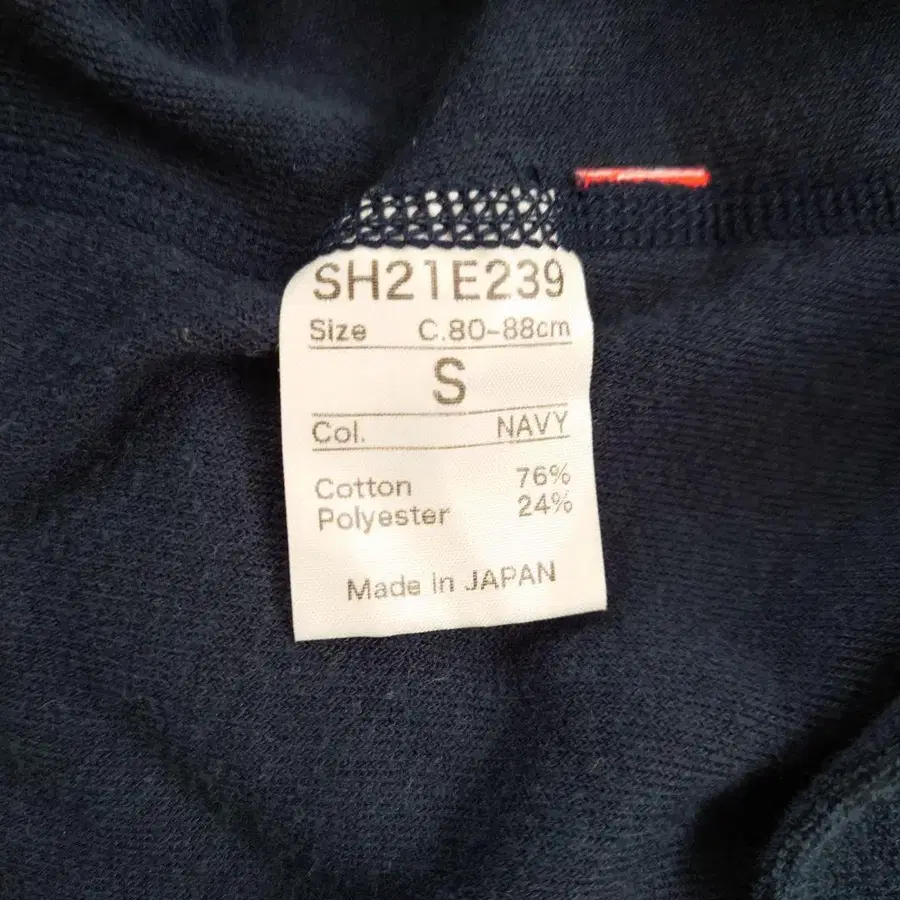 SH21E239
Size C.80-88cm
S
Col. NAVY
Cotton 76%
Polyester 24%
Made in JAPAN